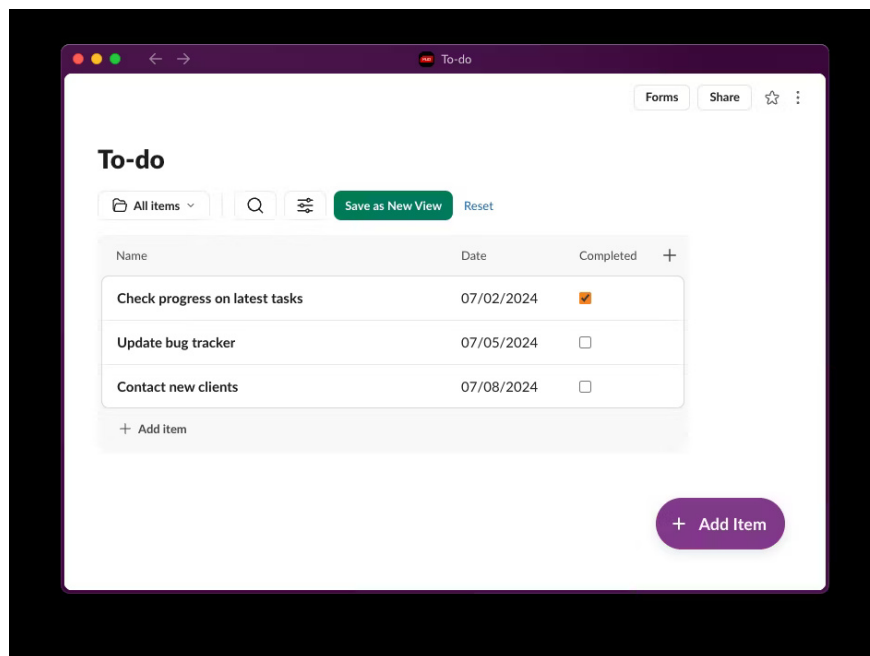 To-do
Forms Share
To-do
All items Save as New View Reset
Name Date Completed
Check progress on latest tasks 07/02/2024
Update bug tracker 07/05/2024
Contact new clients 07/08/2024
Add item
Add Item